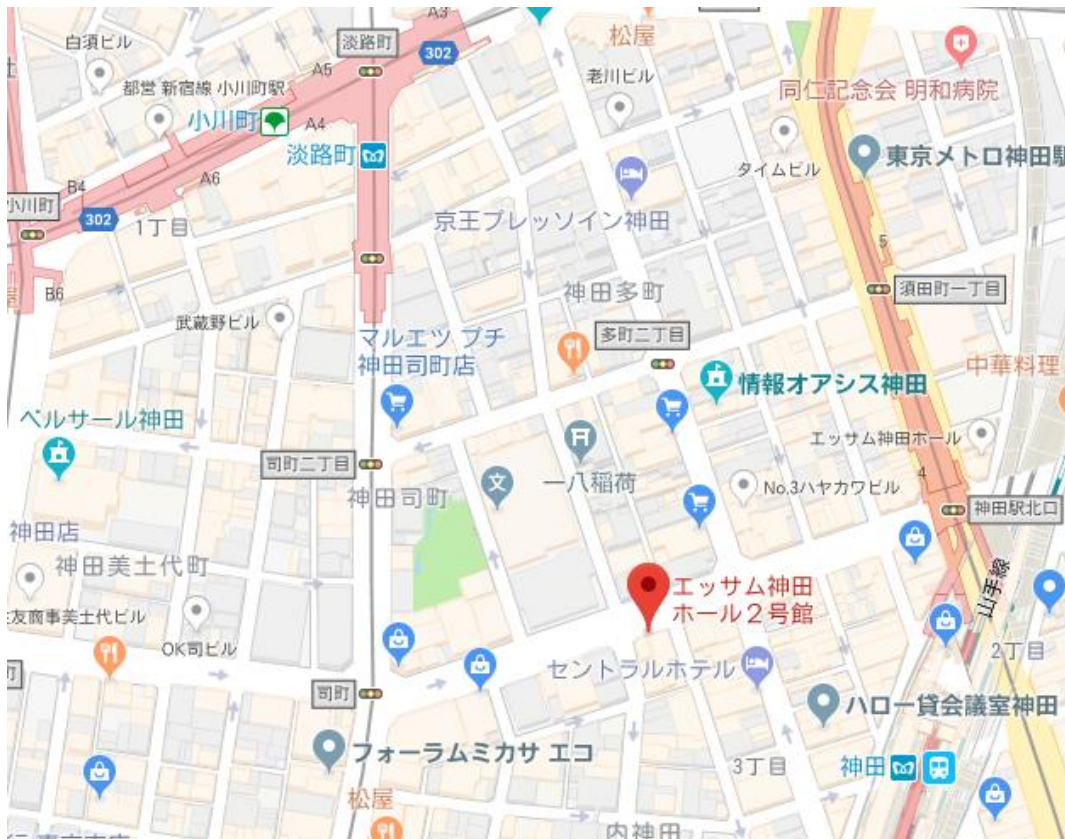 A3
白須ビル
淡路町
302
松屋
A5
老川ビル
都営 新宿線 小川町駅
同仁記念会 明和病院
小川町
A4
淡路町
東京メトロ神田駅
タイムビル
A6
B4
小川町
302
1丁目
京王プレッソイン神田
5
B6
神田多町
須田町一丁目
武蔵野ビル
マルエツ プチ
神田司町店
多町二丁目
中華料理
情報オアシス神田
ベルサール神田
エッサム神田ホール
司町二丁目
文
一八稲荷
4
神田司町
No.3ハヤカワビル
神田駅北口
神田店
神田美土代町
山手線
エッサム神田
ホール2号館
友商事美土代ビル
OK司ビル
2丁目
セントラルホテル
町
司町
ハロー貸会議室神田
フォーラムミカサ エコ
3丁目
神田
松屋
内神田